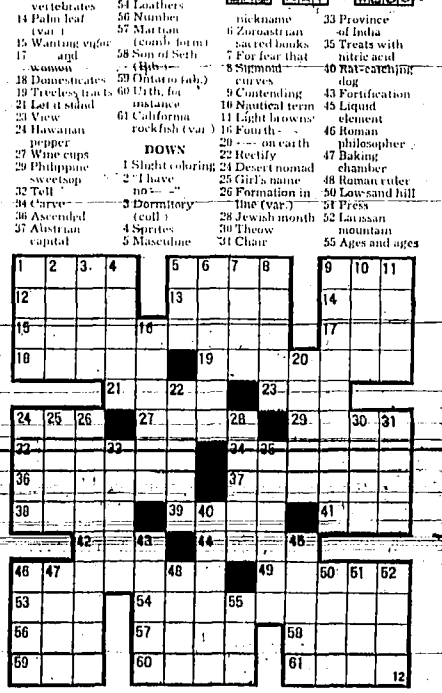 vertebrates
14 Palm leaf
(var.)
15 Wanting vigor
17 and
18 Domesticates
19 Treeless tracts
21 Let it stand
23 View
24 Hawaiian
pepper
27 Wine cups
29 Philippine
sweetsop
32 Tell
34 Carve
36 Ascended
37 Austrian
capital
54 Loathers
56 Number
57 Martian
(comb. form)
58 Son of Seth
59 Ontario (ab.)
60 Urth, for
instance
61 California
rockfish (var.)
DOWN
1 Slight coloring
2 "I have
no --- -"
3 Dormitory
(coll.)
4 Sprites
5 Masculine
nickname
6 Zoroastrian
sacred books
7 For fear that
8 Sigmoid
curves
9 Contending
10 Nautical term
11 Light browns
16 Fourth
20 --- on earth
22 Rectify
24 Desert nomad
25 Girl's name
26 Formation in
line (var.)
28 Jewish month
30 Throw
31 Chair
33 Province
of India
35 Treats with
nitric acid
40 Rat-catching
dog
43 Fortification
45 Liquid
element
46 Roman
philosopher
47 Baking
chamber
48 Roman ruler
50 Low sand hill
51 Press
52 Larissan
mountain
55 Ages and ages
1 2 3 4 5 6 7 8 9 10 11
12 13 14
15 16 17
18 19 20
21 22 23
24 25 26 27 28 29 30 31
32 33 34 35
36 37
38 39 40 41
42 43 44 45
46 47 48 49 50 51 52
53 54 55
56 57 58
59 60 61
12